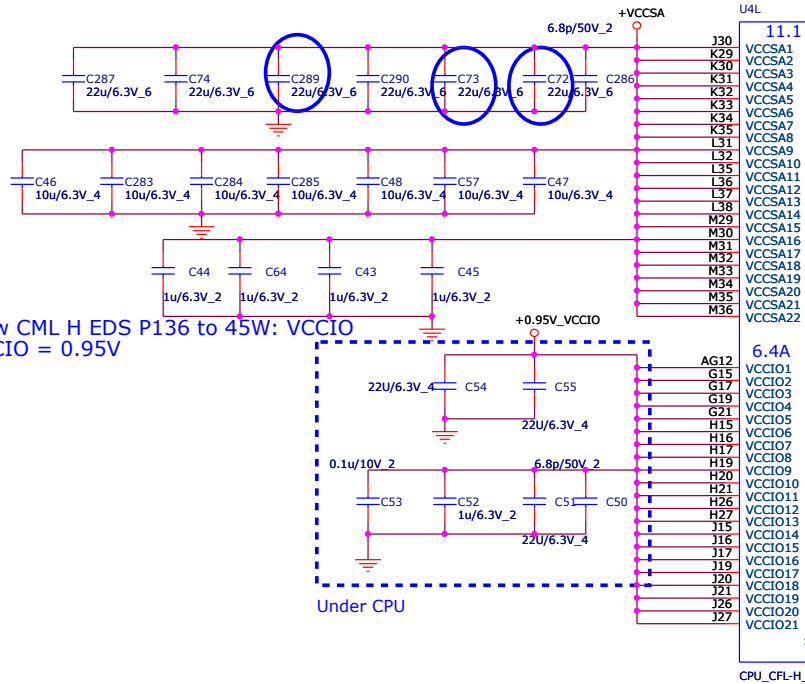 +VCCSA
U4L
6.8p/50V_2
11.1
C287
22u/6.3V_6
C74
22u/6.3V_6
C289
22u/6.3V_6
C290
22u/6.3V_6
C73
22u/6.3V_6
C72
22u/6.3V_6
C286
J30 VCCSA1
K29 VCCSA2
K30 VCCSA3
K31 VCCSA4
K32 VCCSA5
K33 VCCSA6
K34 VCCSA7
K35 VCCSA8
L31 VCCSA9
L32 VCCSA10
L35 VCCSA11
L36 VCCSA12
L37 VCCSA13
L38 VCCSA14
M29 VCCSA15
M30 VCCSA16
M31 VCCSA17
M32 VCCSA18
M33 VCCSA19
M34 VCCSA20
M35 VCCSA21
M36 VCCSA22
C46
10u/6.3V_4
C283
10u/6.3V_4
C284
10u/6.3V_4
C285
10u/6.3V_4
C48
10u/6.3V_4
C57
10u/6.3V_4
C47
10u/6.3V_4
C44
1u/6.3V_2
C64
1u/6.3V_2
C43
1u/6.3V_2
C45
1u/6.3V_2
w CML H EDS P136 to 45W: VCCIO
CIO = 0.95V
+0.95V_VCCIO
6.4A
22U/6.3V_4
C54
C55
22U/6.3V_4
0.1u/10V_2
6.8p/50V_2
C53
C52
1u/6.3V_2
C51
C50
22U/6.3V_4
Under CPU
AG12 VCCIO1
G15 VCCIO2
G17 VCCIO3
G19 VCCIO4
G21 VCCIO5
H15 VCCIO6
H16 VCCIO7
H17 VCCIO8
H19 VCCIO9
H20 VCCIO10
H21 VCCIO11
H26 VCCIO12
H27 VCCIO13
J15 VCCIO14
J16 VCCIO15
J17 VCCIO16
J19 VCCIO17
J20 VCCIO18
J21 VCCIO19
J26 VCCIO20
J27 VCCIO21
CPU_CFL-H_